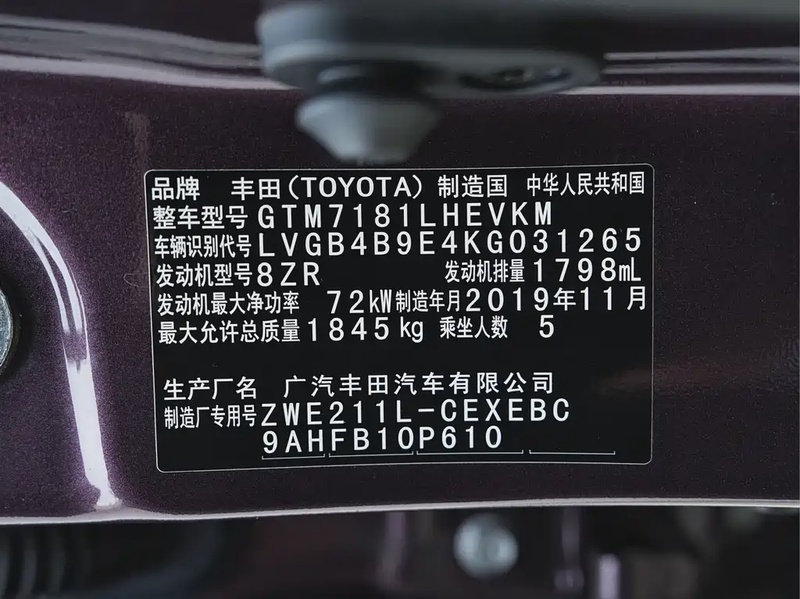 品牌 丰田(TOYOTA) 制造国 中华人民共和国
整车型号 GTM7181LHEVKM
车辆识别代号 LVGB4B9E4KG031265
发动机型号 8ZR 发动机排量 1798mL
发动机最大净功率 72kW 制造年月 2019年11月
最大允许总质量 1845 kg 乘坐人数 5
生产厂名 广汽丰田汽车有限公司
制造厂专用号 ZWE211L-CEXEBC
9AHFB10P610